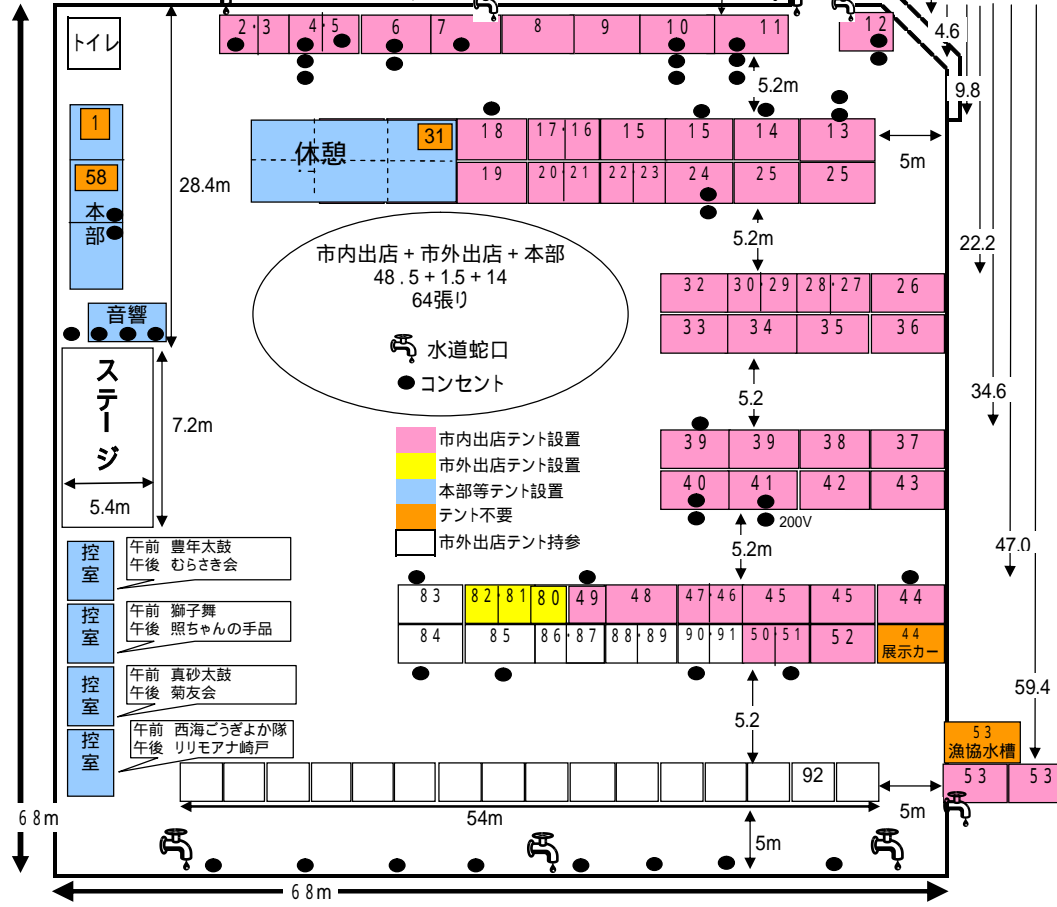 トイレ
2・3
4・5
6
7
8
9
10
11
12
4.6
5.2m
9.8
1
58
本部
28.4m
休憩
31
18
17・16
15
15
14
13
5m
19
20・21
22・23
24
25
25
5.2m
22.2
市内出店+市外出店+本部
48.5+1.5+14
64張り
水道蛇口
コンセント
32
30・29
28・27
26
33
34
35
36
音響
ステージ
7.2m
5.4m
5.2
34.6
市内出店テント設置
市外出店テント設置
本部等テント設置
テント不要
市外出店テント持参
39
39
38
37
40
41
42
43
200V
5.2m
47.0
控室
午前 豊年太鼓
午後 むらさき会
控室
午前 獅子舞
午後 照ちゃんの手品
控室
午前 真砂太鼓
午後 菊友会
控室
午前 西海ごうぎよか隊
午後 リリモアナ崎戸
83
82・81
80
49
48
47・46
45
45
44
84
85
86・87
88・89
90・91
50・51
52
44
展示カー
5.2
59.4
53
漁協水槽
53
53
92
5m
54m
5m
68m
68m